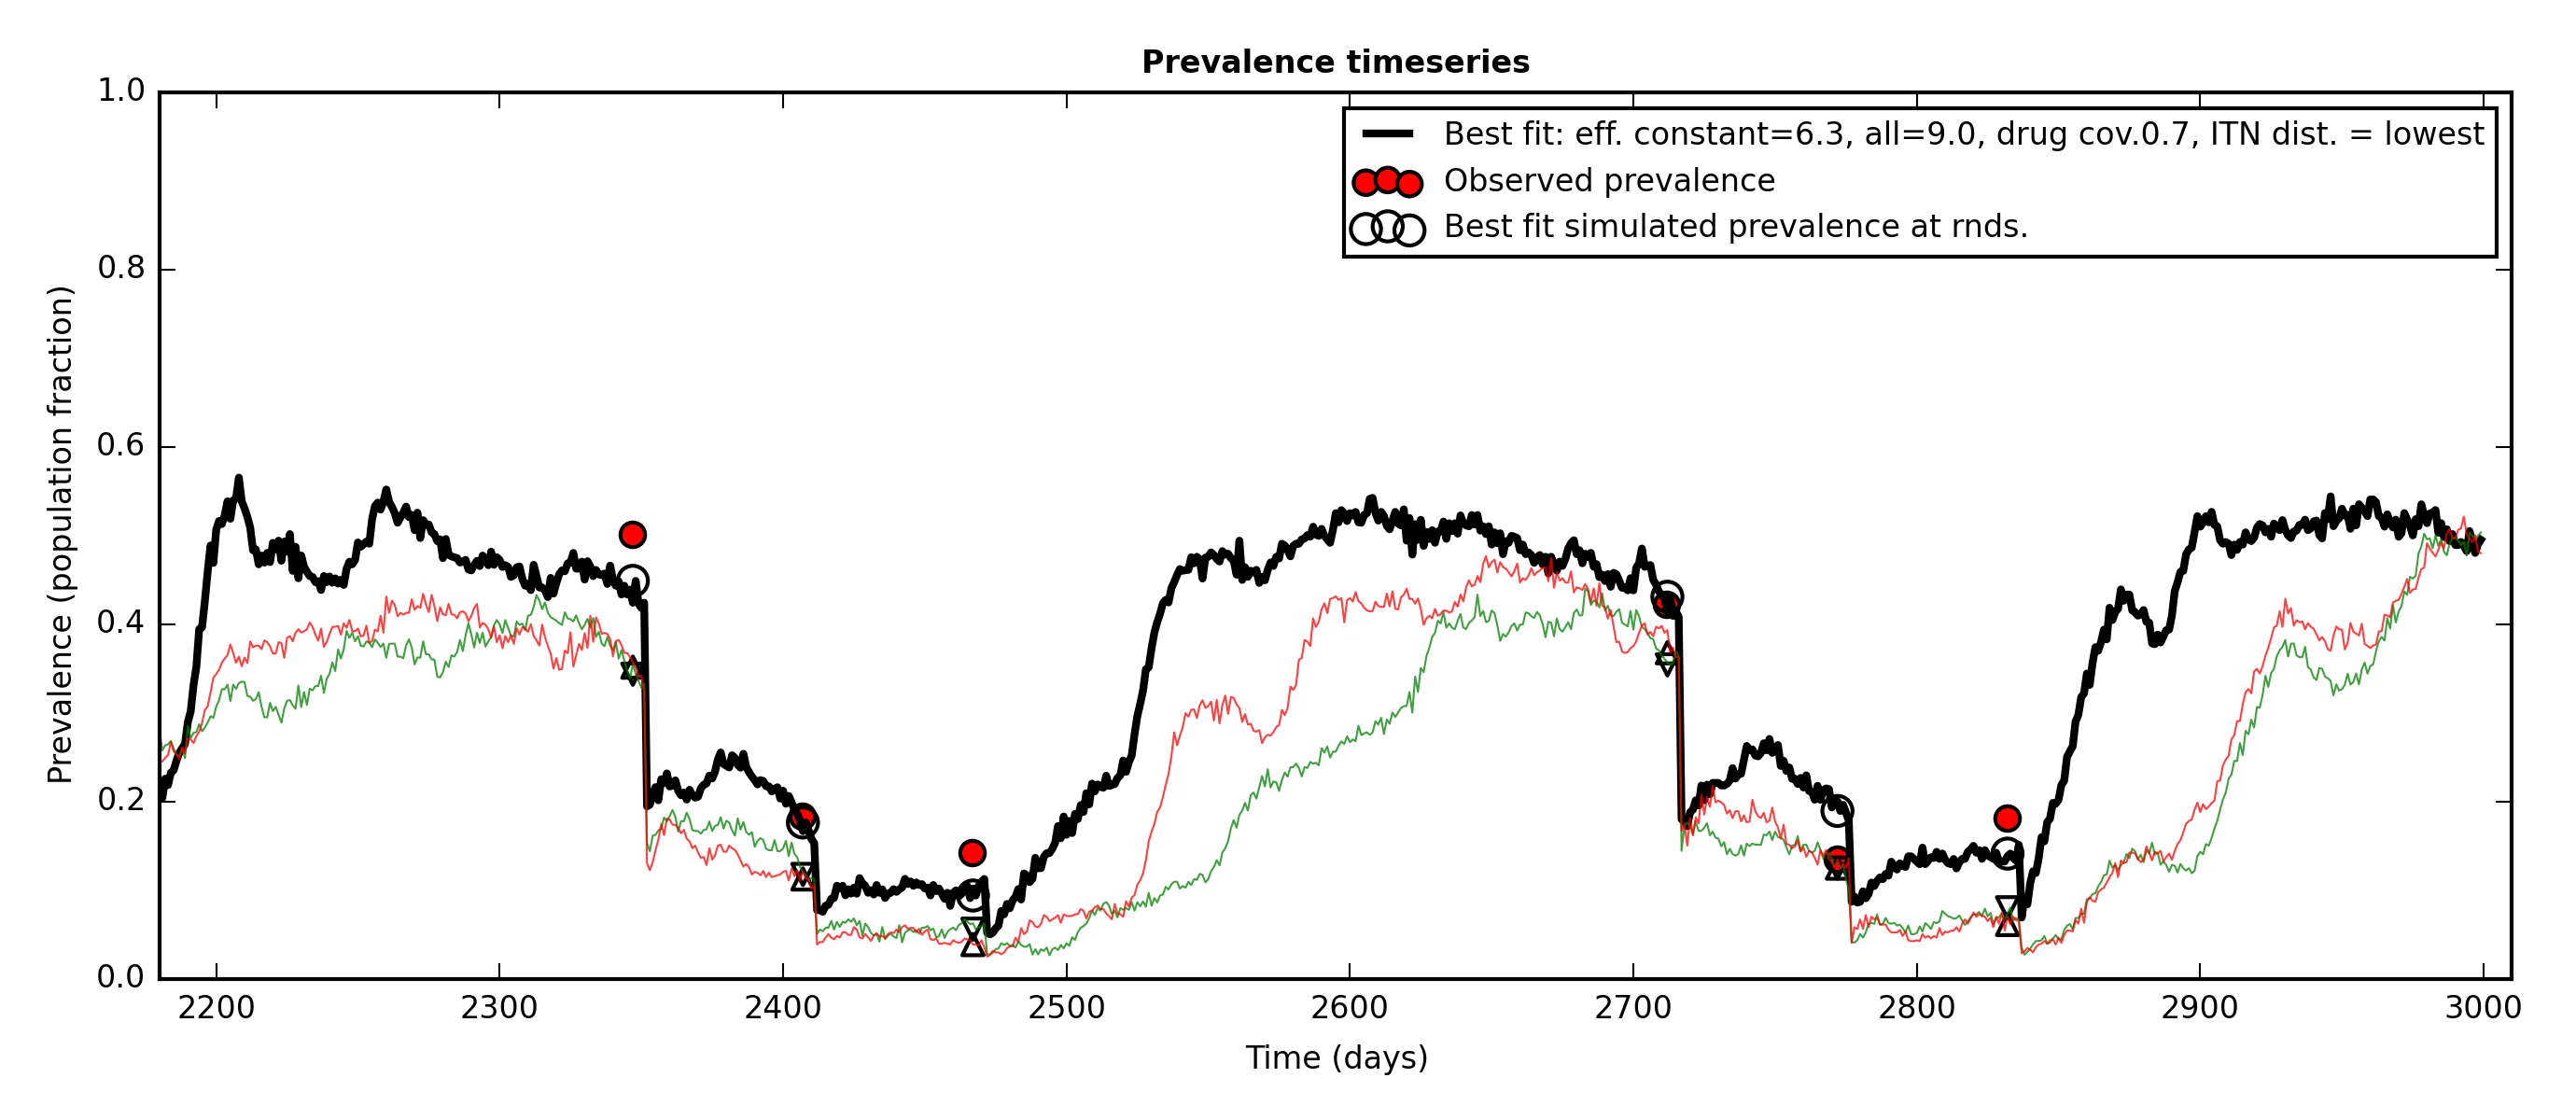 Prevalence timeseries
1.0
0.8
0.6
0.4
0.2
0.0
Prevalence (population fraction)
Best fit: eff. constant=6.3, all=9.0, drug cov.0.7, ITN dist. = lowest
Observed prevalence
Best fit simulated prevalence at rnds.
2200 2300 2400 2500 2600 2700 2800 2900 3000
Time (days)